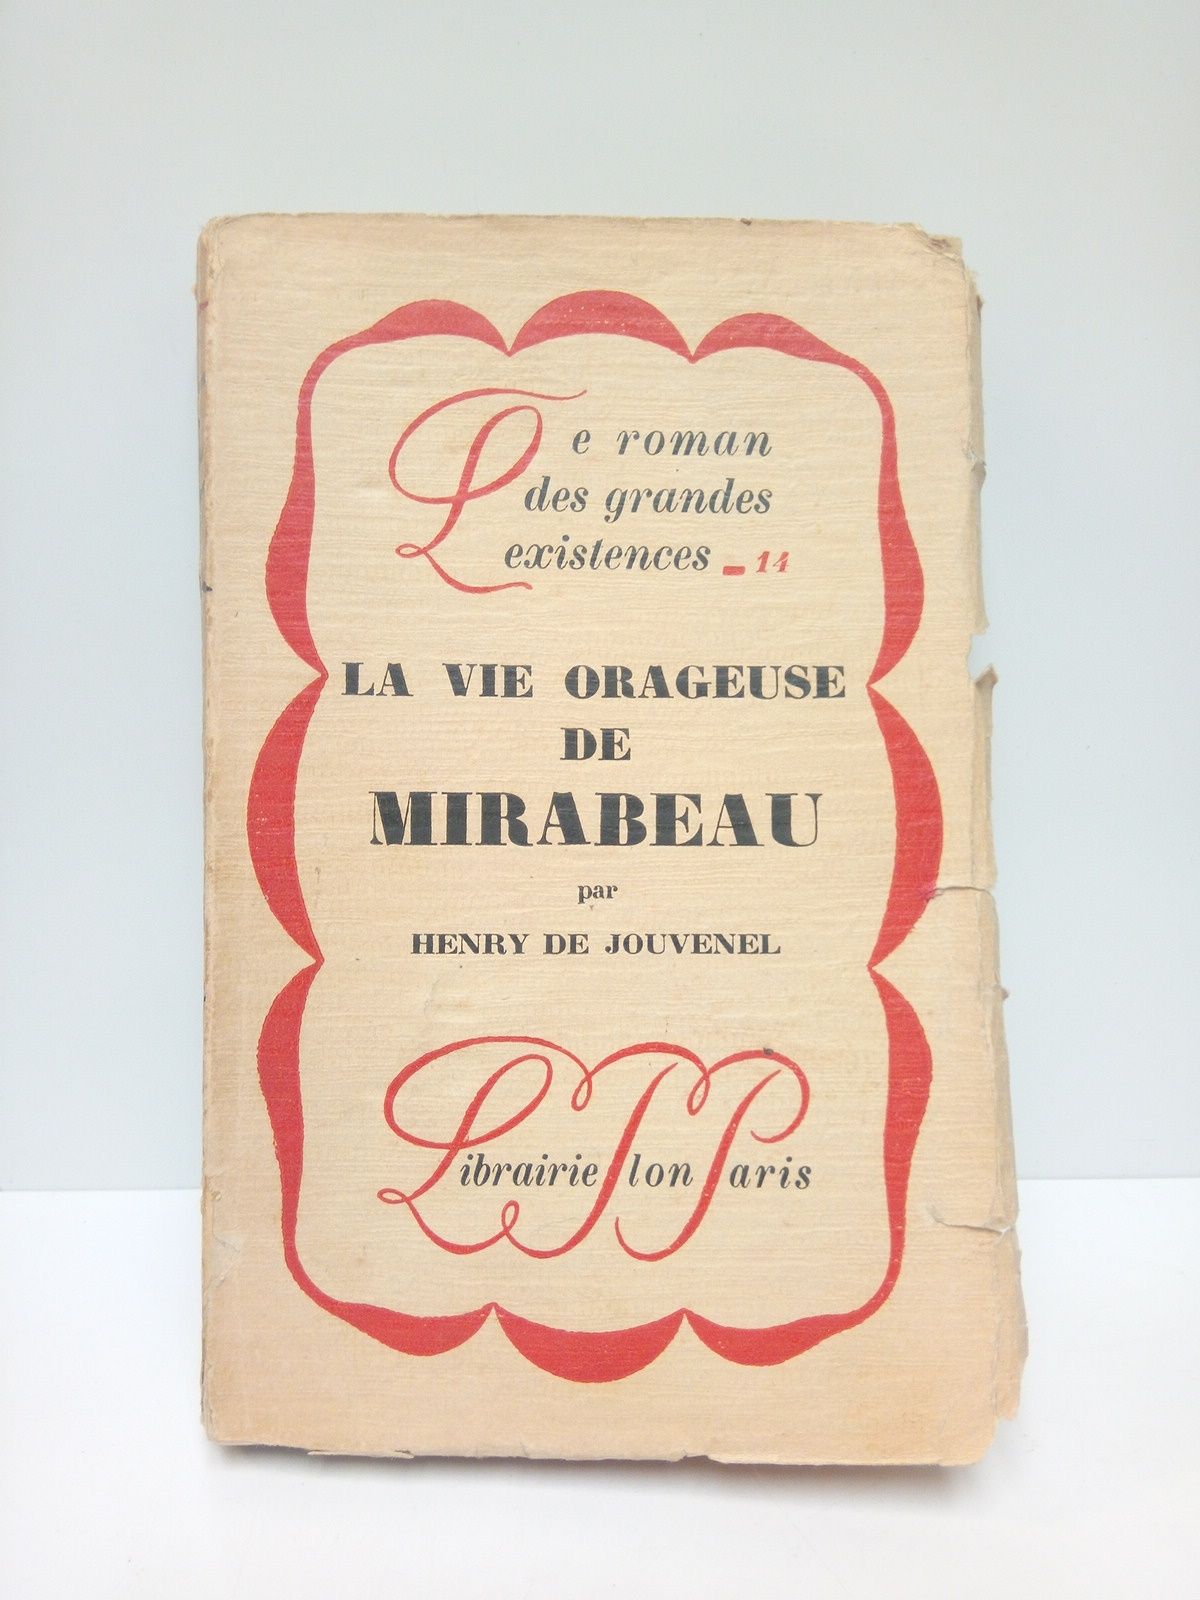 Le roman
des grandes
existences - 14
LA VIE ORAGEUSE
DE
MIRABEAU
par
HENRY DE JOUVENEL
Librairie Plon Paris